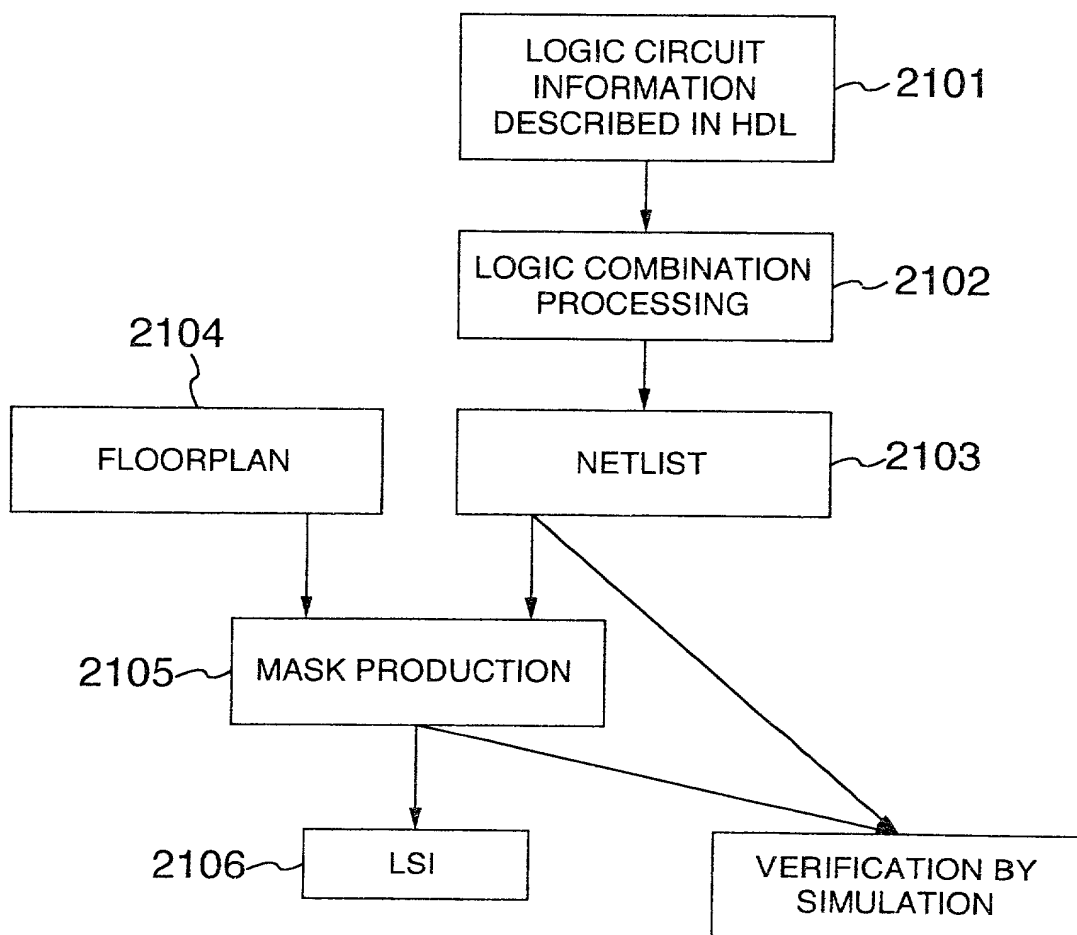 LOGIC CIRCUIT
INFORMATION
DESCRIBED IN HDL
2101
LOGIC COMBINATION
PROCESSING
2102
2104
FLOORPLAN
NETLIST
2103
2105
MASK PRODUCTION
2106
LSI
VERIFICATION BY
SIMULATION